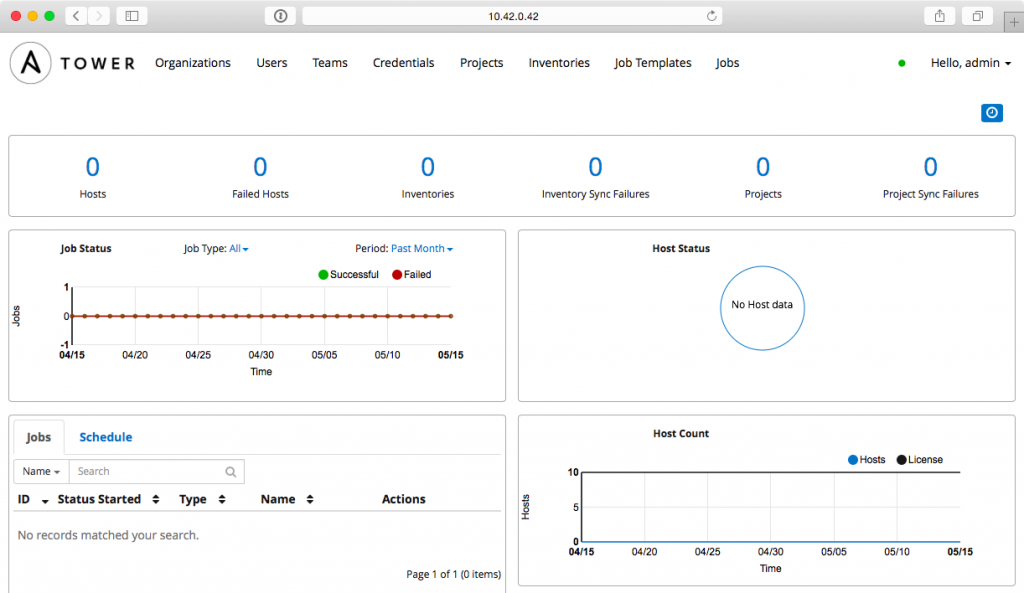 10.42.0.42
A TOWER Organizations Users Teams Credentials Projects Inventories Job Templates Jobs Hello, admin
0 0 0 0 0 0
Hosts Failed Hosts Inventories Inventory Sync Failures Projects Project Sync Failures
Job Status Job Type: All Period: Past Month
Successful Failed
Jobs
1
0
-1
04/15 04/20 04/25 04/30 05/05 05/10 05/15
Time
Host Status
No Host data
Jobs Schedule
Name Search
ID Status Started Type Name Actions
No records matched your search.
Page 1 of 1 (0 items)
Host Count
Hosts License
Hosts
10
5
0
04/15 04/20 04/25 04/30 05/05 05/10 05/15
Time